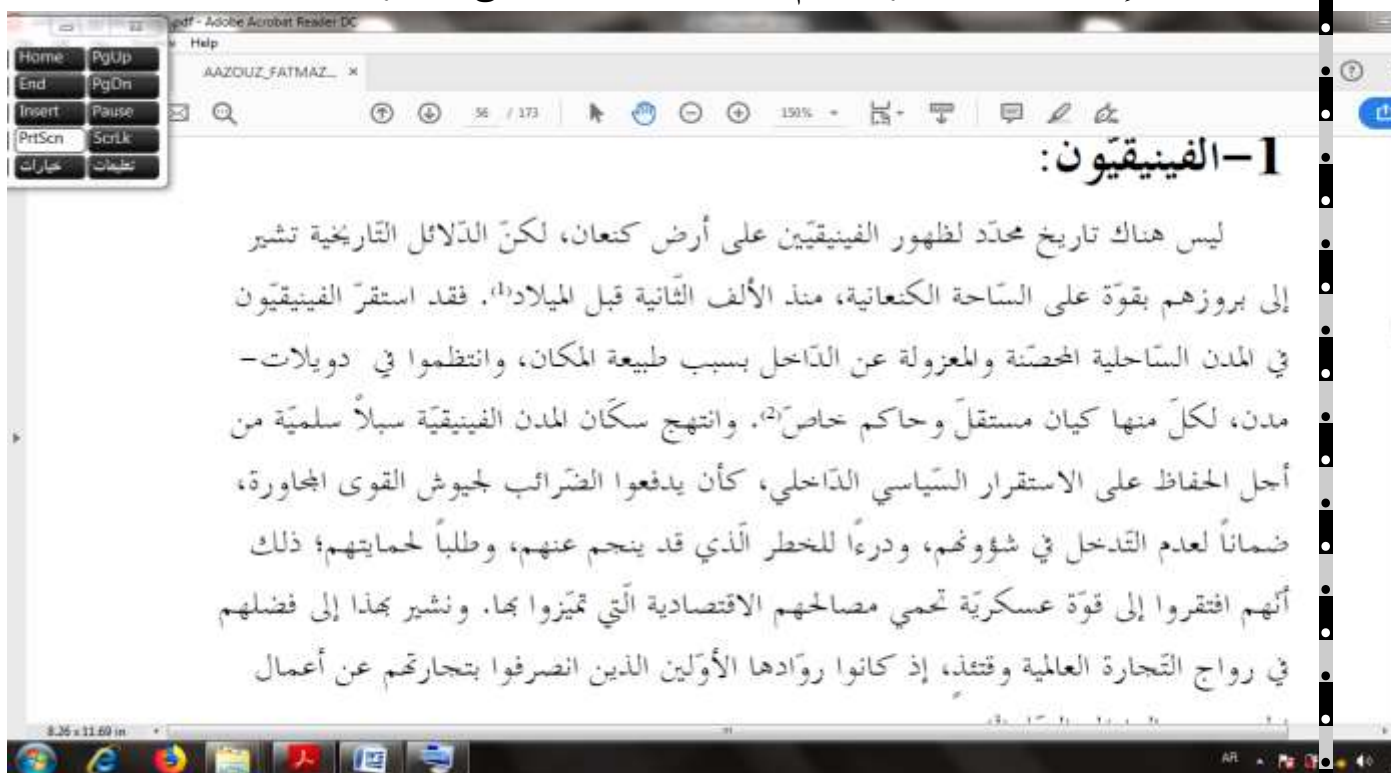 .pdf - Adobe Acrobat Reader DC
Help
Home PgUp
End PgDn
Insert Pause
PrtScn ScrLk
خيارات تعليمات
AAZOUZ_FATMAZ...
56 / 173
150%
1-الفينيقيّون:
ليس هناك تاريخ محدّد لظهور الفينيقيّين على أرض كنعان، لكنّ الدّلائل التّاريخية تشير
إلى بروزهم بقوّة على السّاحة الكنعانية، منذ الألف الثّانية قبل الميلاد(1). فقد استقرّ الفينيقيّون
في المدن السّاحلية المحصّنة والمعزولة عن الدّاخل بسبب طبيعة المكان، وانتظموا في دويلات-
مدن، لكلّ منها كيان مستقلّ وحاكم خاصّ(2). وانتهج سكّان المدن الفينيقيّة سبلاً سلميّة من
أجل الحفاظ على الاستقرار السّياسي الدّاخلي، كأن يدفعوا الضّرائب لجيوش القوى المجاورة،
ضماناً لعدم التّدخل في شؤونهم، ودرءًا للخطر الّذي قد ينجم عنهم، وطلباً لحمايتهم؛ ذلك
أنّهم افتقروا إلى قوّة عسكريّة تحمي مصالحهم الاقتصادية الّتي تميّزوا بها. ونشير بهذا إلى فضلهم
في رواج التّجارة العالمية وقتئذٍ، إذ كانوا روّادها الأوّلين الذين انصرفوا بتجارتهم عن أعمال
8.26 x 11.69 in
AR